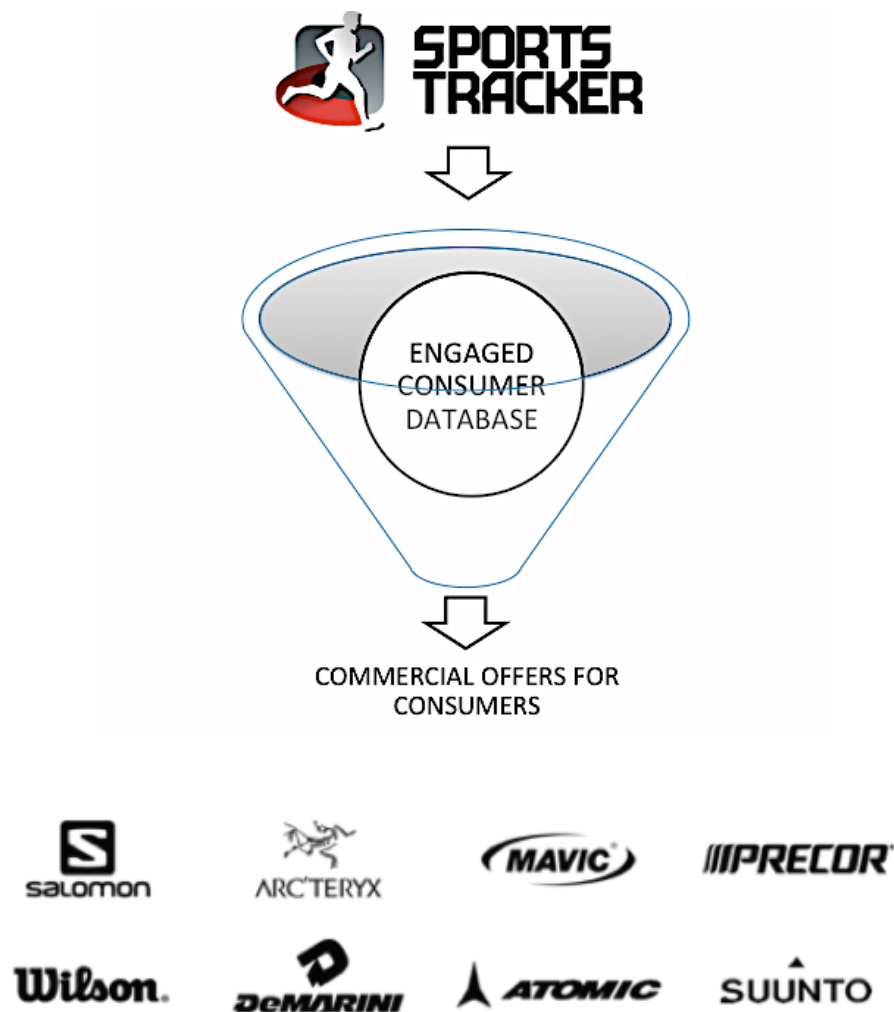 SPORTS
TRACKER
ENGAGED
CONSUMER
DATABASE
COMMERCIAL OFFERS FOR
CONSUMERS
salomon
ARC'TERYX
MAVIC®
PRECOR
Wilson.
DeMARINI
ATOMIC
SUUNTO